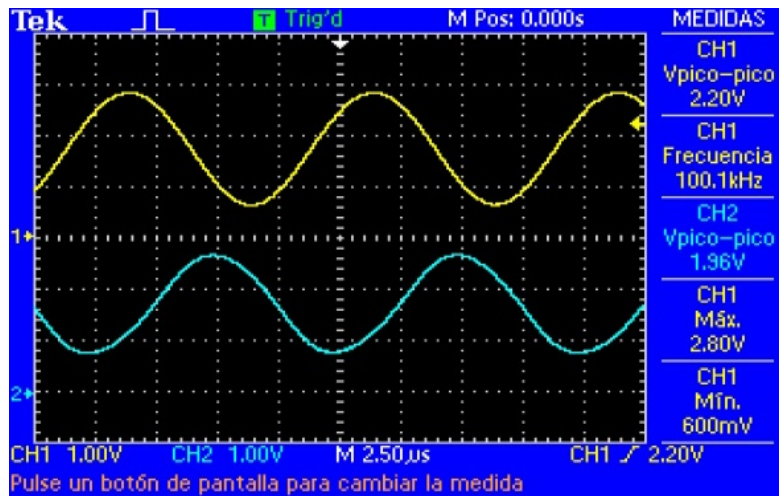 Tek T Trig'd M Pos: 0.000s MEDIDAS
CH1
Vpico-pico
2.20V
CH1
Frecuencia
100.1kHz
CH2
Vpico-pico
1.96V
CH1
Máx.
2.80V
CH1
Mín.
600mV
1
2
CH1 1.00V CH2 1.00V M 2.50µs CH1 2.20V
Pulse un botón de pantalla para cambiar la medida